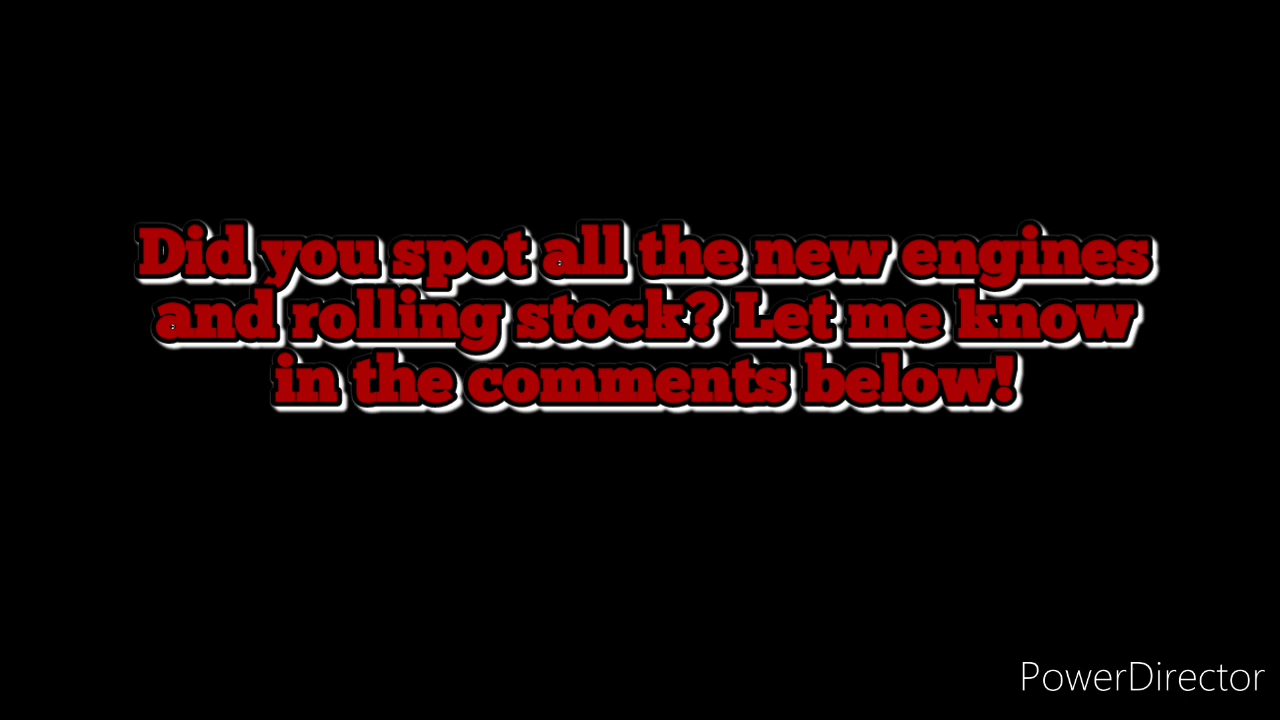 Did you spot all the new engines
and rolling stock? Let me know
in the comments below!
PowerDirector